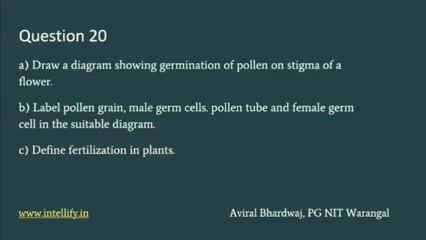 Question 20
a) Draw a diagram showing germination of pollen on stigma of a
flower.
b) Label pollen grain, male germ cells. pollen tube and female germ
cell in the suitable diagram.
c) Define fertilization in plants.
www.intellify.in
Aviral Bhardwaj, PG NIT Warangal